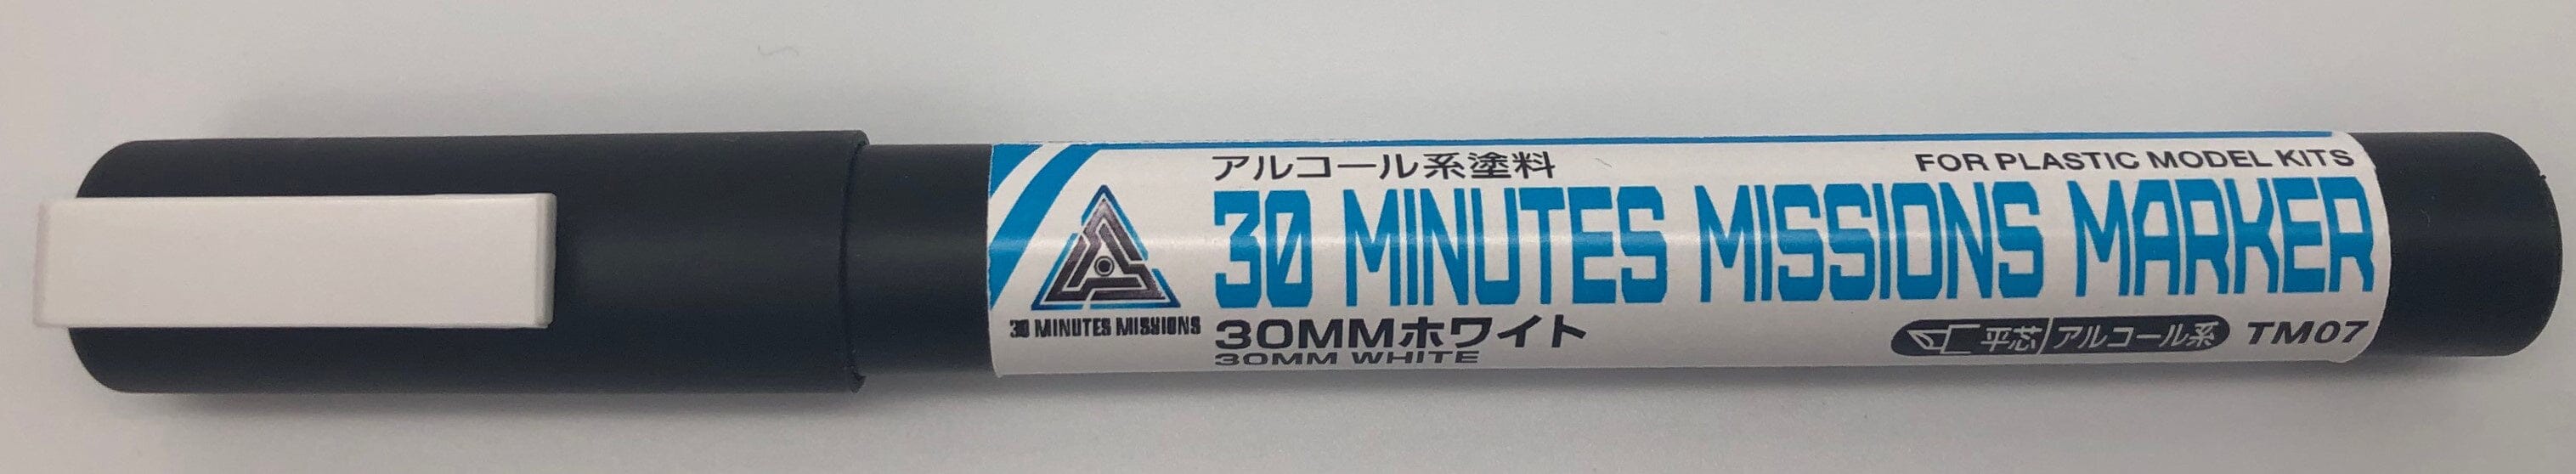 アルコール系塗料
FOR PLASTIC MODEL KITS
30 MINUTES MISSIONS MARKER
30 MINUTES MISSIONS
30MMホワイト
30MM WHITE
平芯 アルコール系 TM07